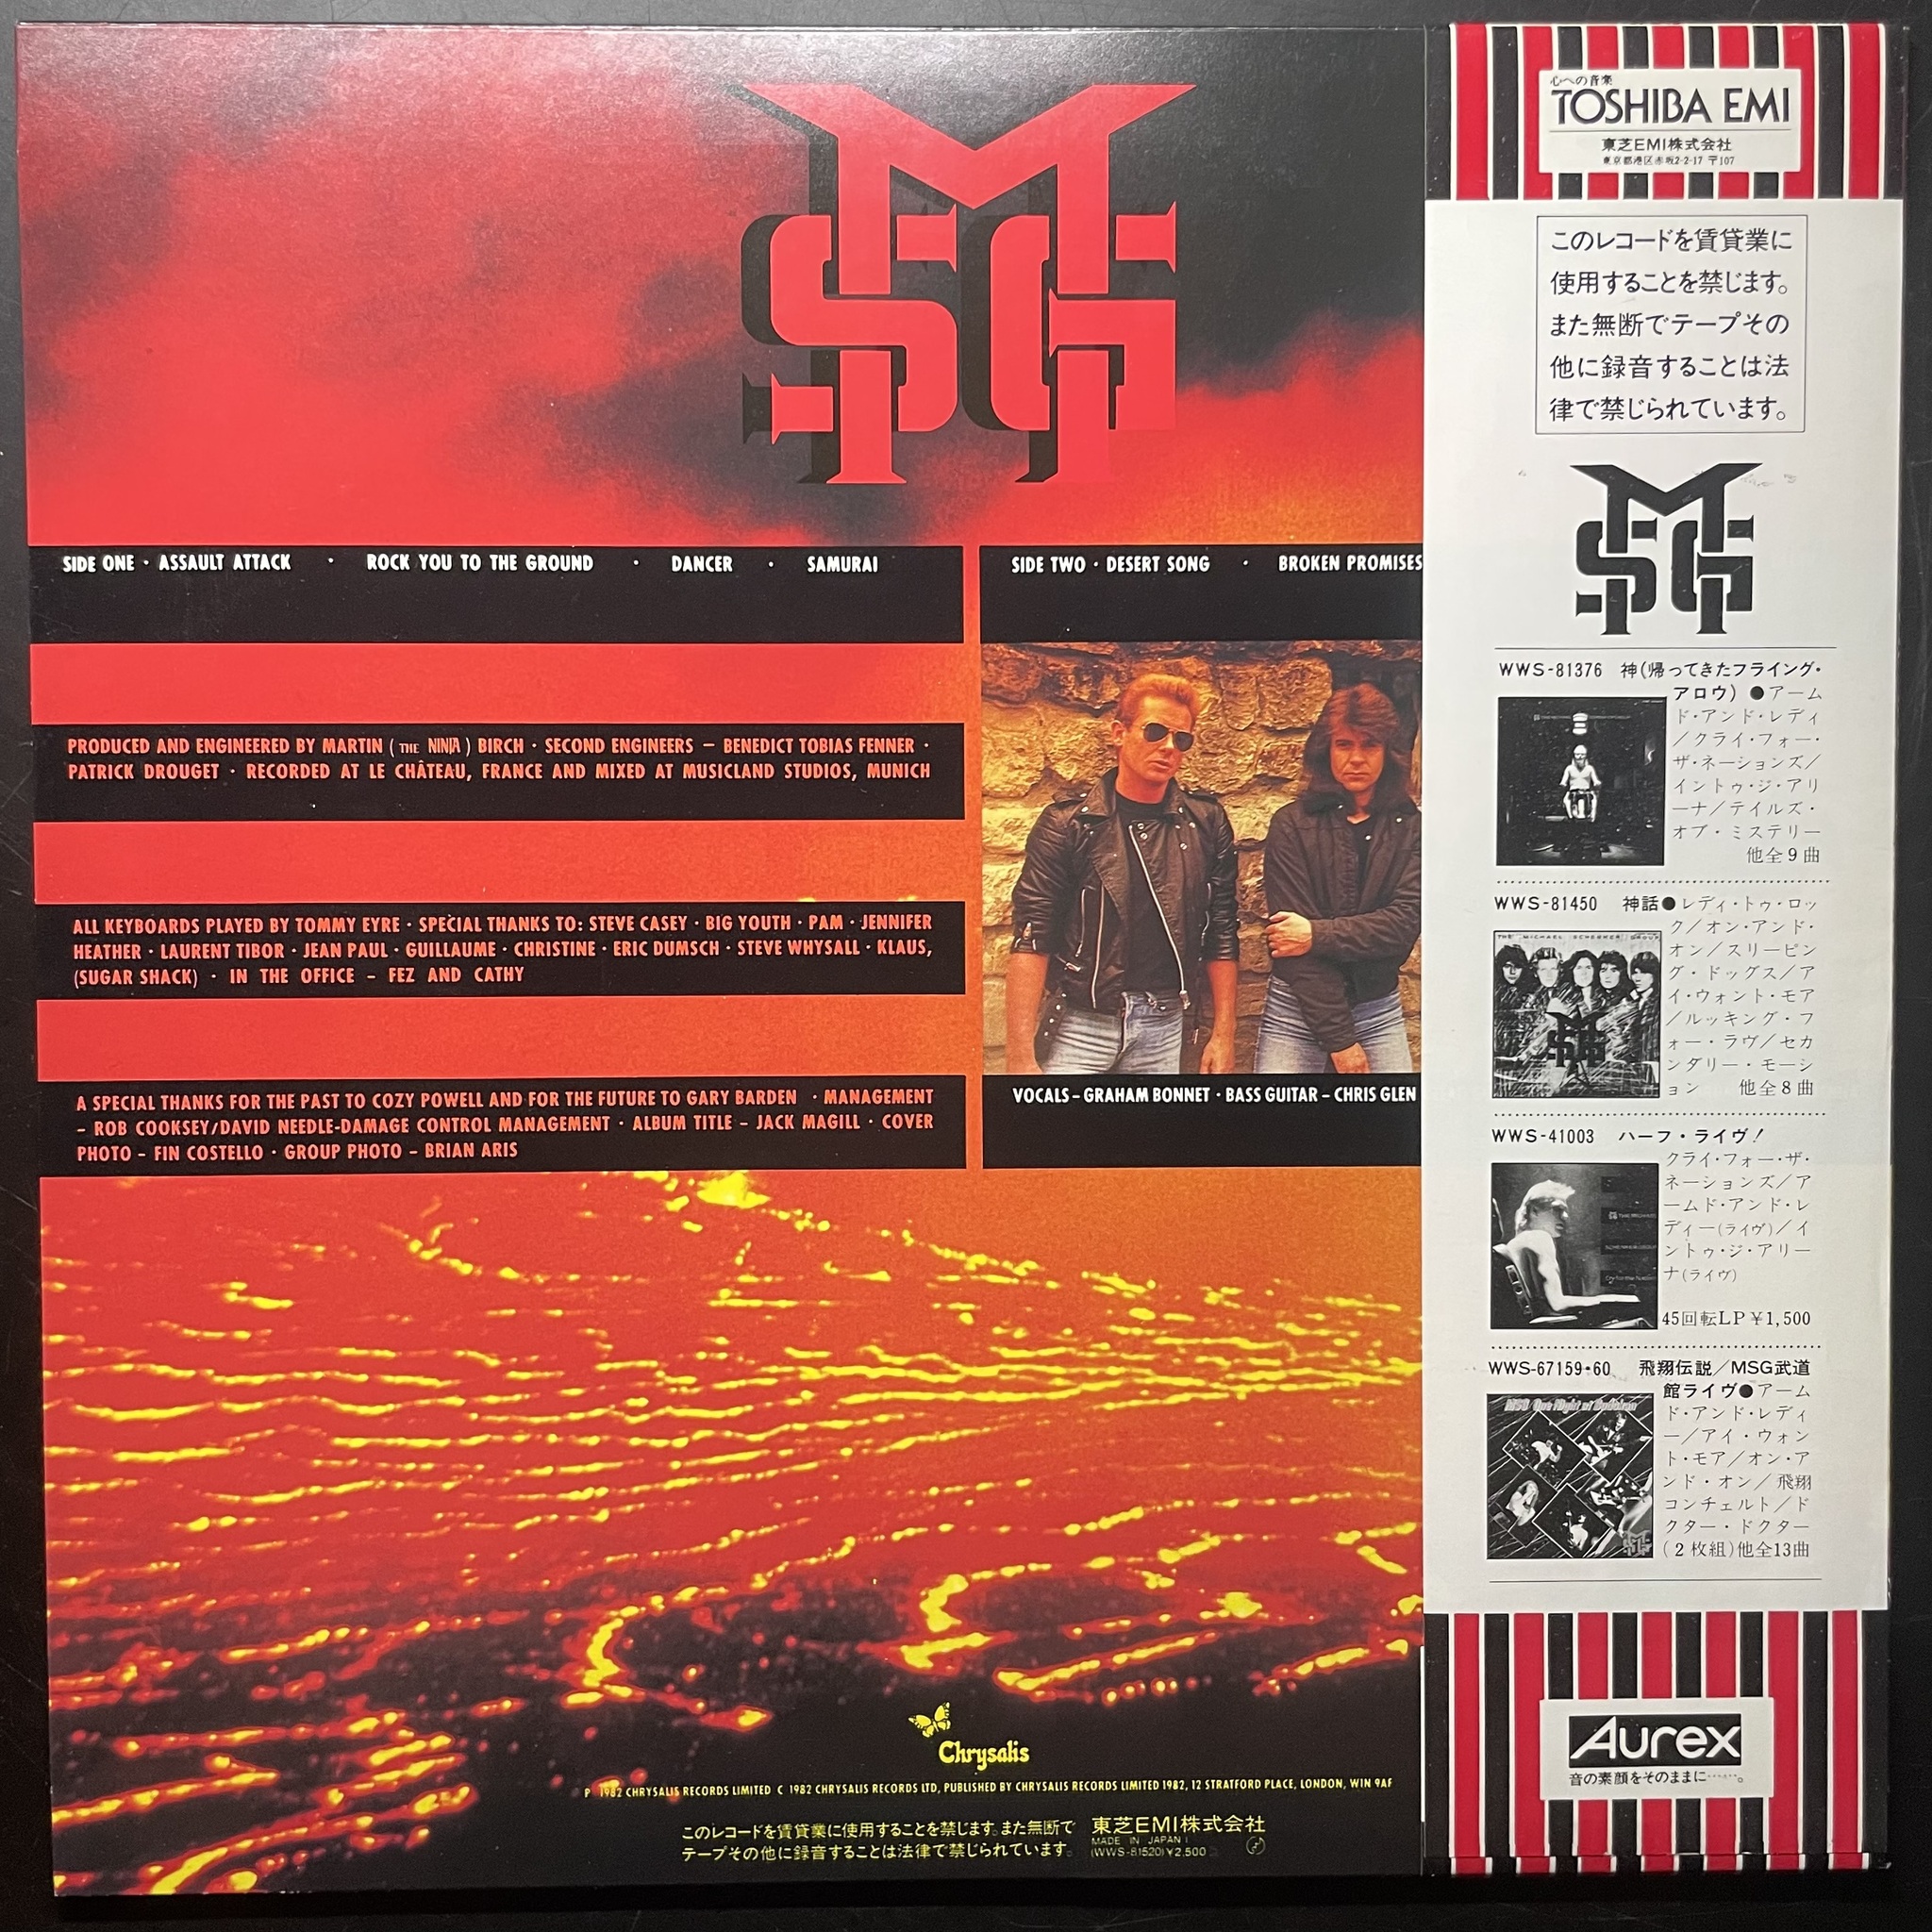 MSG
SIDE ONE · ASSAULT ATTACK · ROCK YOU TO THE GROUND · DANCER · SAMURAI
SIDE TWO · DESERT SONG · BROKEN PROMISES
PRODUCED AND ENGINEERED BY MARTIN (THE NINJA) BIRCH · SECOND ENGINEERS – BENEDICT TOBIAS FENNER ·
PATRICK DROUGET · RECORDED AT LE CHÂTEAU, FRANCE AND MIXED AT MUSICLAND STUDIOS, MUNICH
ALL KEYBOARDS PLAYED BY TOMMY EYRE · SPECIAL THANKS TO: STEVE CASEY · BIG YOUTH · PAM · JENNIFER
HEATHER · LAURENT TIBOR · JEAN PAUL · GUILLAUME · CHRISTINE · ERIC DUMSCH · STEVE WHYSALL · KLAUS,
(SUGAR SHACK) · IN THE OFFICE – FEZ AND CATHY
A SPECIAL THANKS FOR THE PAST TO COZY POWELL AND FOR THE FUTURE TO GARY BARDEN · MANAGEMENT
– ROB COOKSEY/DAVID NEEDLE-DAMAGE CONTROL MANAGEMENT · ALBUM TITLE – JACK MAGILL · COVER
PHOTO – FIN COSTELLO · GROUP PHOTO – BRIAN ARIS
VOCALS – GRAHAM BONNET · BASS GUITAR – CHRIS GLEN
Chrysalis
P 1982 CHRYSALIS RECORDS LIMITED C 1982 CHRYSALIS RECORDS LTD, PUBLISHED BY CHRYSALIS RECORDS LIMITED 1982, 12 STRATFORD PLACE, LONDON, WIN 9AF
このレコードを賃貸業に使用することを禁じます。また無断で
テープその他に録音することは法律で禁じられています。
東芝EMI株式会社
MADE IN JAPAN
(WWS-81520)¥2,500
心への音楽
TOSHIBA EMI
東芝EMI株式会社
東京都港区赤坂2-2-17 〒107
このレコードを賃貸業に
使用することを禁じます。
また無断でテープその
他に録音することは法
律で禁じられています。
MSG
WWS-81376 神(帰ってきたフライング・
アロウ) ●アーム
ド・アンド・レディ
/クライ・フォー・
ザ・ネーションズ/
イントゥ・ジ・アリ
ーナ/テイルズ・
オブ・ミステリー
他全9曲
WWS-81450 神話●レディ・トゥ・ロッ
ク/オン・アンド・
オン/スリーピン
グ・ドッグス/ア
イ・ウォント・モア
/ルッキング・フ
ォー・ラヴ/セカ
ンダリー・モーシ
ョン 他全8曲
THE MICHAEL SCHENKER GROUP
MSG
WWS-41003 ハーフ・ライヴ!
クライ・フォー・ザ・
ネーションズ/ア
ームド・アンド・レ
ディー(ライヴ)/イ
ントゥ・ジ・アリー
ナ(ライヴ)
45回転LP¥1,500
WWS-67159・60 飛翔伝説/MSG武道
館ライヴ●アーム
ド・アンド・レディ
ー/アイ・ウォン
ト・モア/オン・ア
ンド・オン/飛翔
コンチェルト/ド
クター・ドクター
(2枚組)他全13曲
MSG One Night at Budokan
MSG
Aurex
音の素顔をそのままに……。